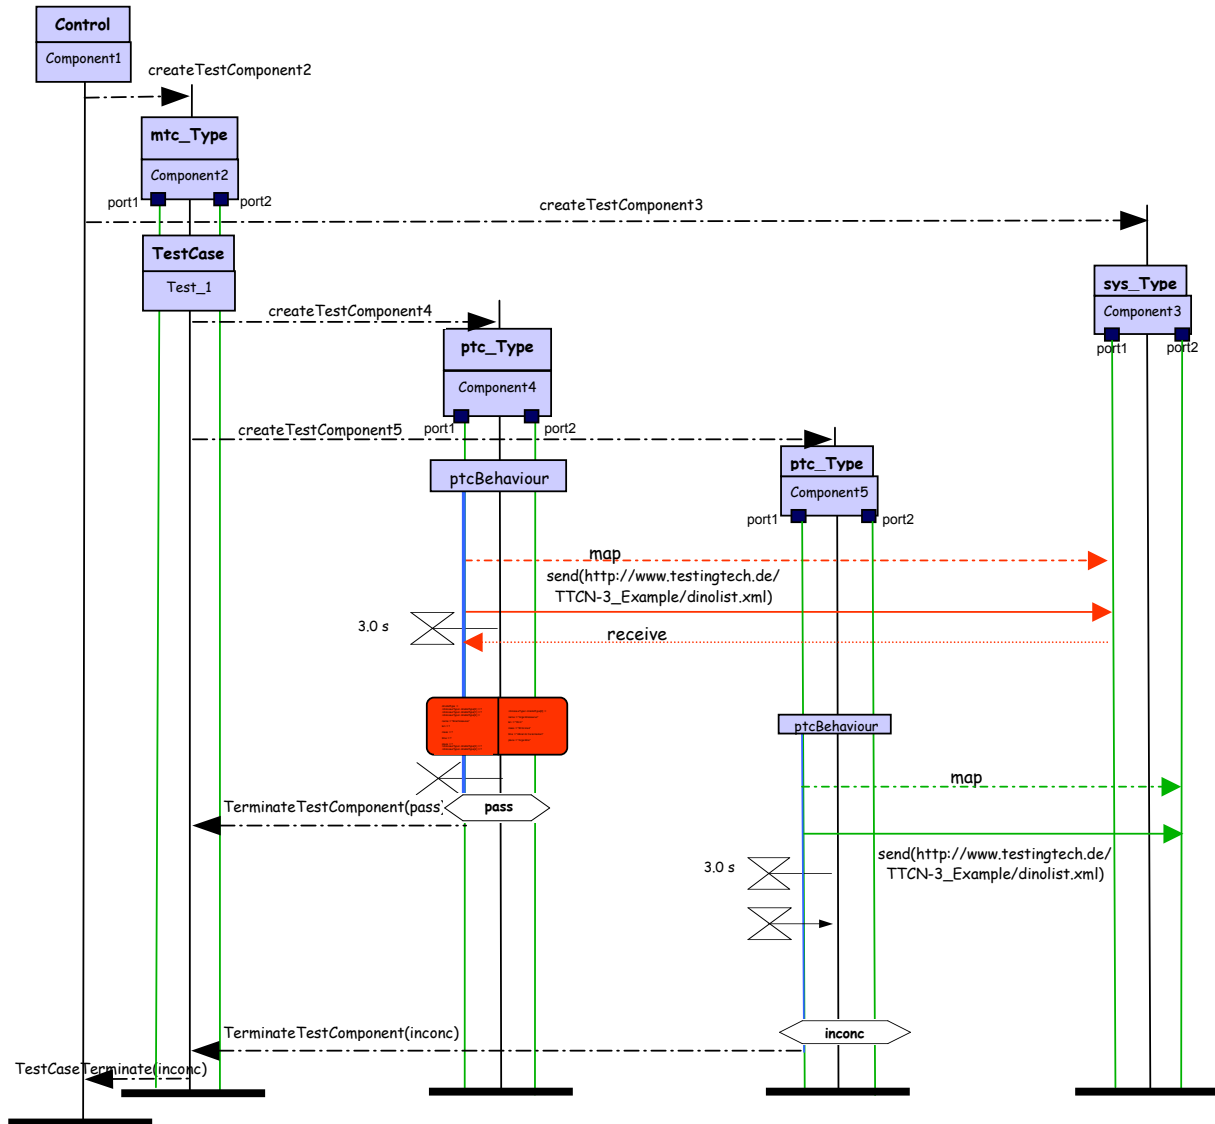 Control
Component1
createTestComponent2
mtc_Type
Component2
port1
port2
createTestComponent3
TestCase
Test_1
sys_Type
Component3
port1
port2
createTestComponent4
ptc_Type
Component4
port1
port2
createTestComponent5
ptc_Type
Component5
port1
port2
ptcBehaviour
map
send(http://www.testingtech.de/
TTCN-3_Example/dinolist.xml)
3.0 s
receive
ptcBehaviour
map
TerminateTestComponent(pass)
pass
send(http://www.testingtech.de/
TTCN-3_Example/dinolist.xml)
3.0 s
TerminateTestComponent(inconc)
inconc
TestCaseTerminate(inconc)